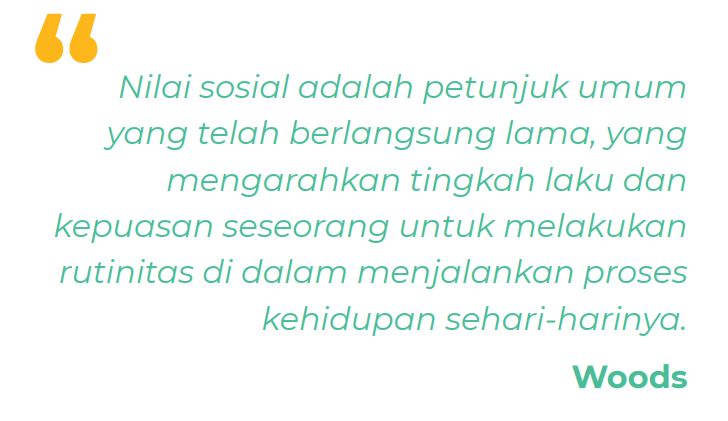 “
Nilai sosial adalah petunjuk umum
yang telah berlangsung lama, yang
mengarahkan tingkah laku dan
kepuasan seseorang untuk melakukan
rutinitas di dalam menjalankan proses
kehidupan sehari-harinya.
Woods